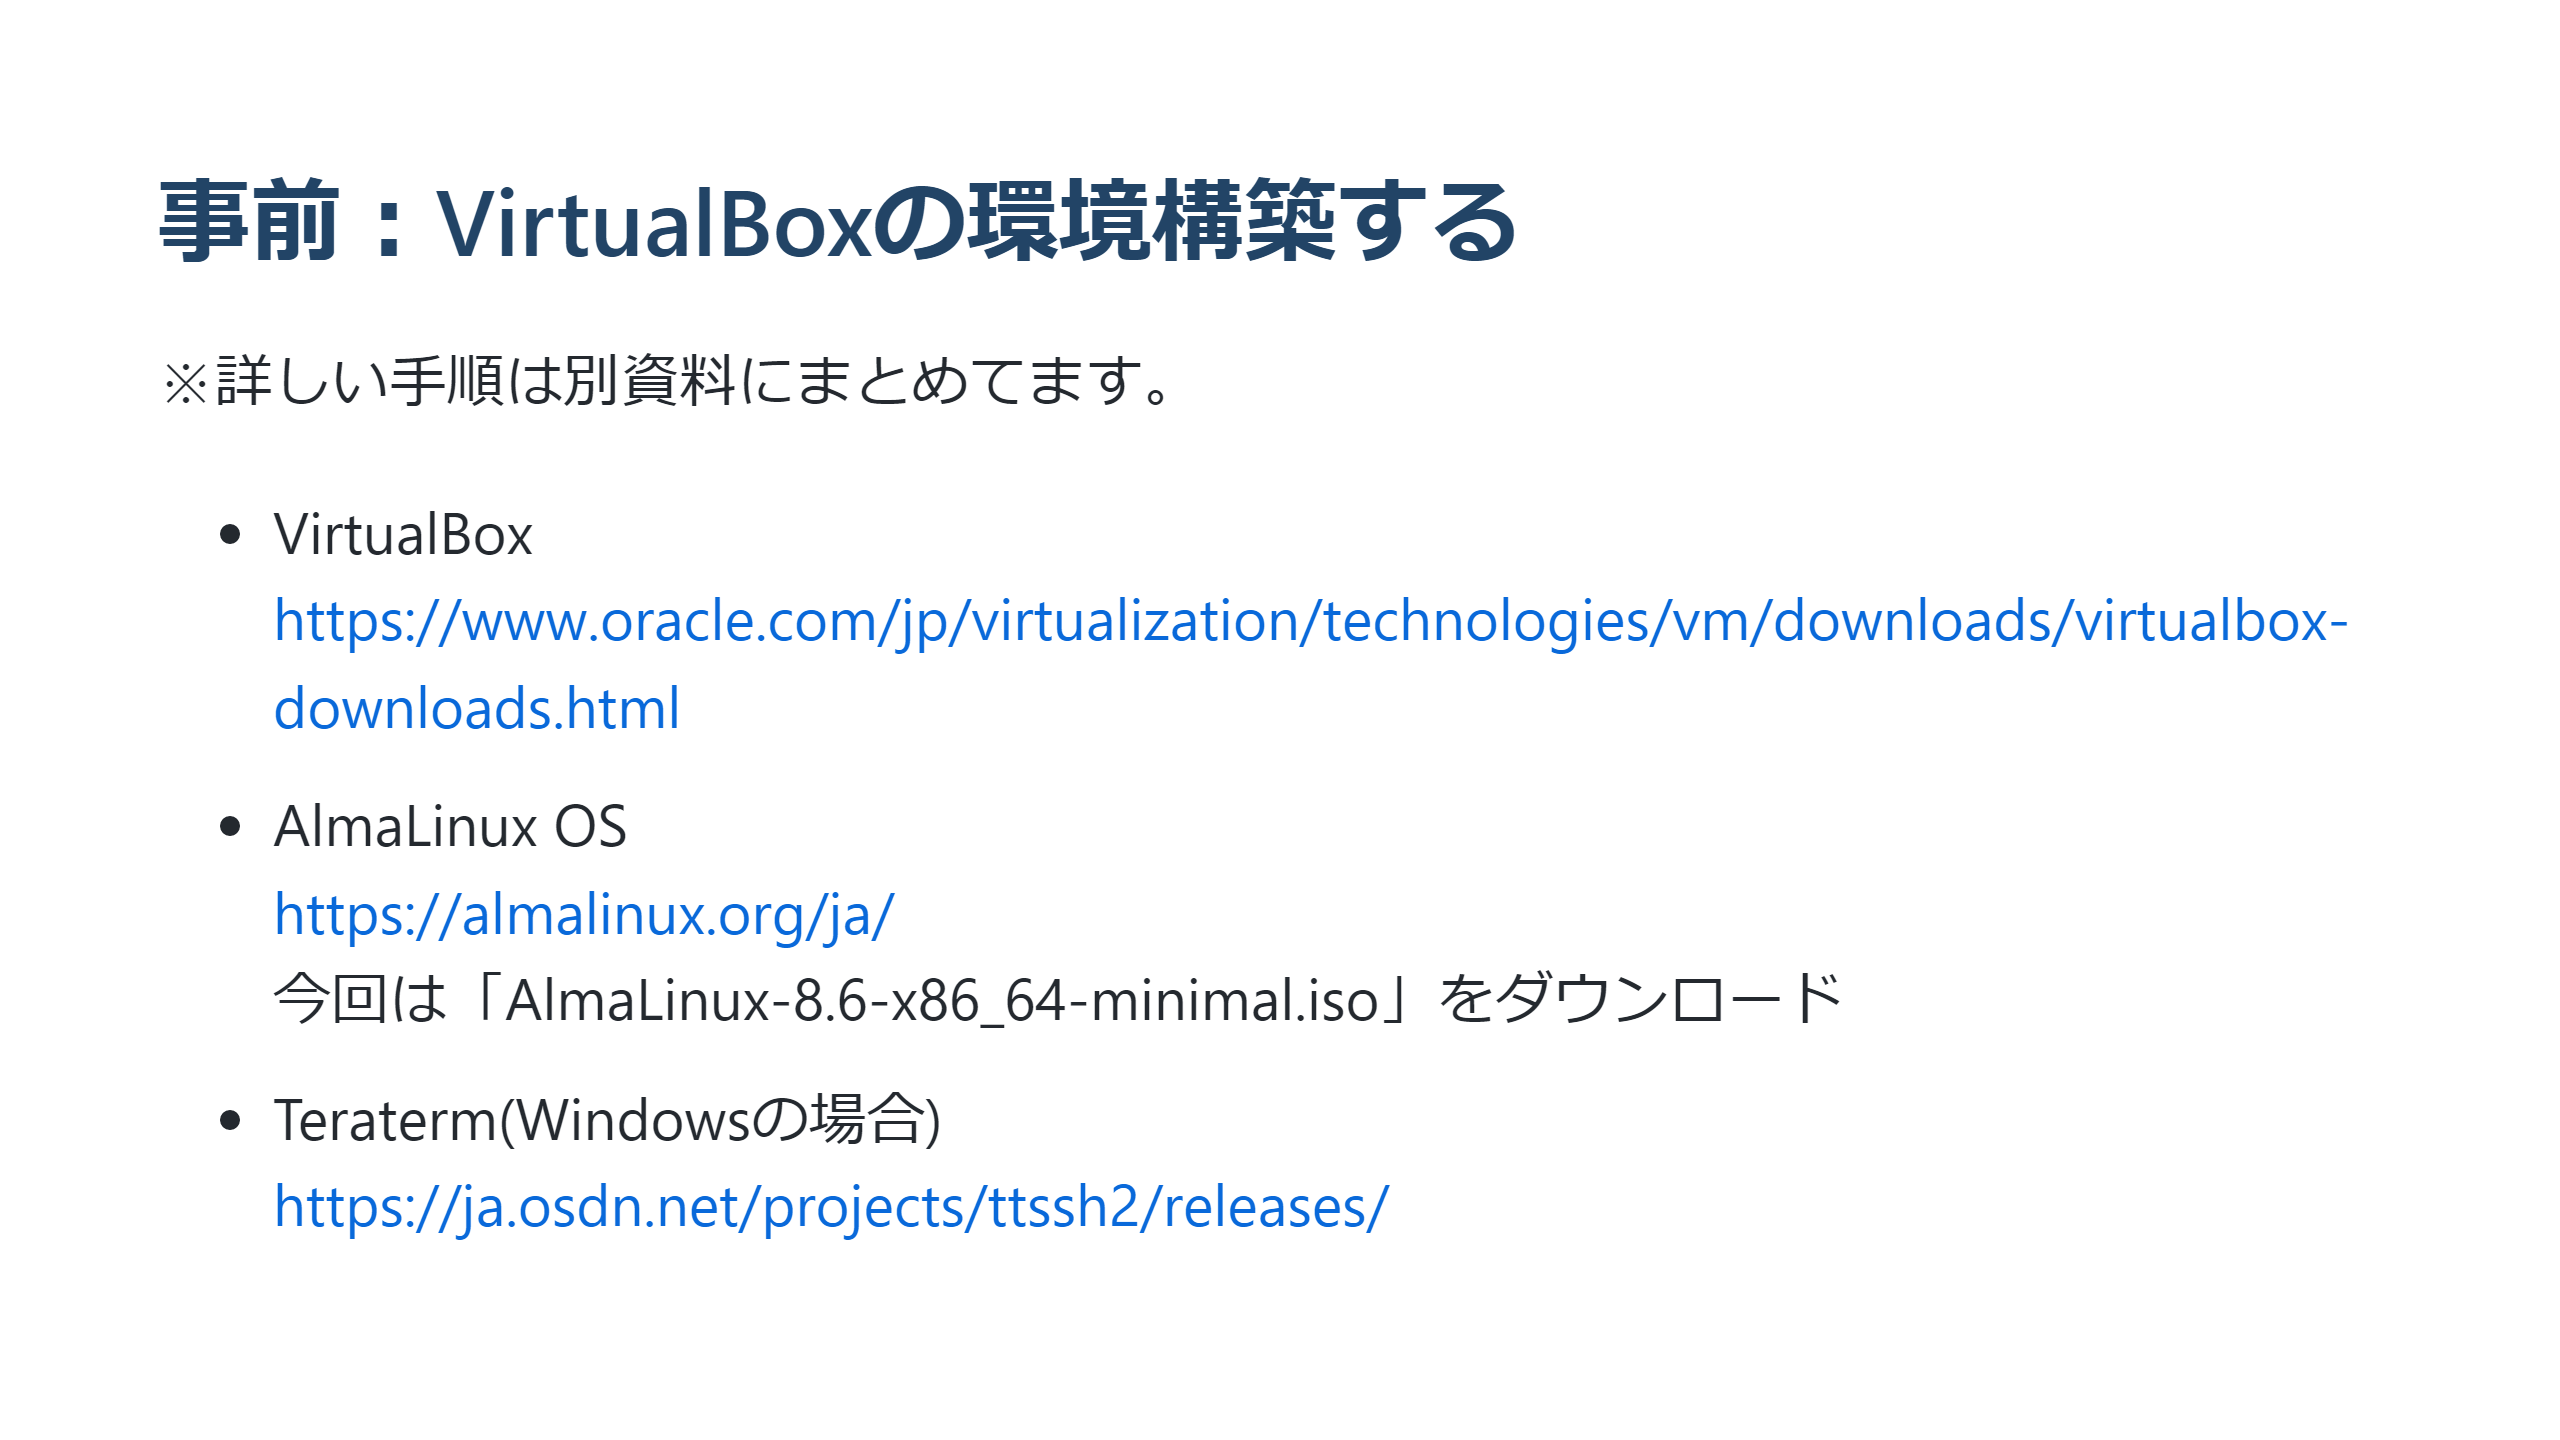 事前：VirtualBoxの環境構築する
※詳しい手順は別資料にまとめてます。
• VirtualBox
https://www.oracle.com/jp/virtualization/technologies/vm/downloads/virtualbox-
downloads.html
• AlmaLinux OS
https://almalinux.org/ja/
今回は「AlmaLinux-8.6-x86_64-minimal.iso」をダウンロード
• Teraterm(Windowsの場合)
https://ja.osdn.net/projects/ttssh2/releases/